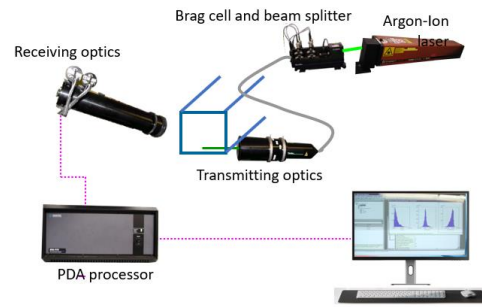 Brag cell and beam splitter
Argon-Ion
laser
Receiving optics
Transmitting optics
PDA processor